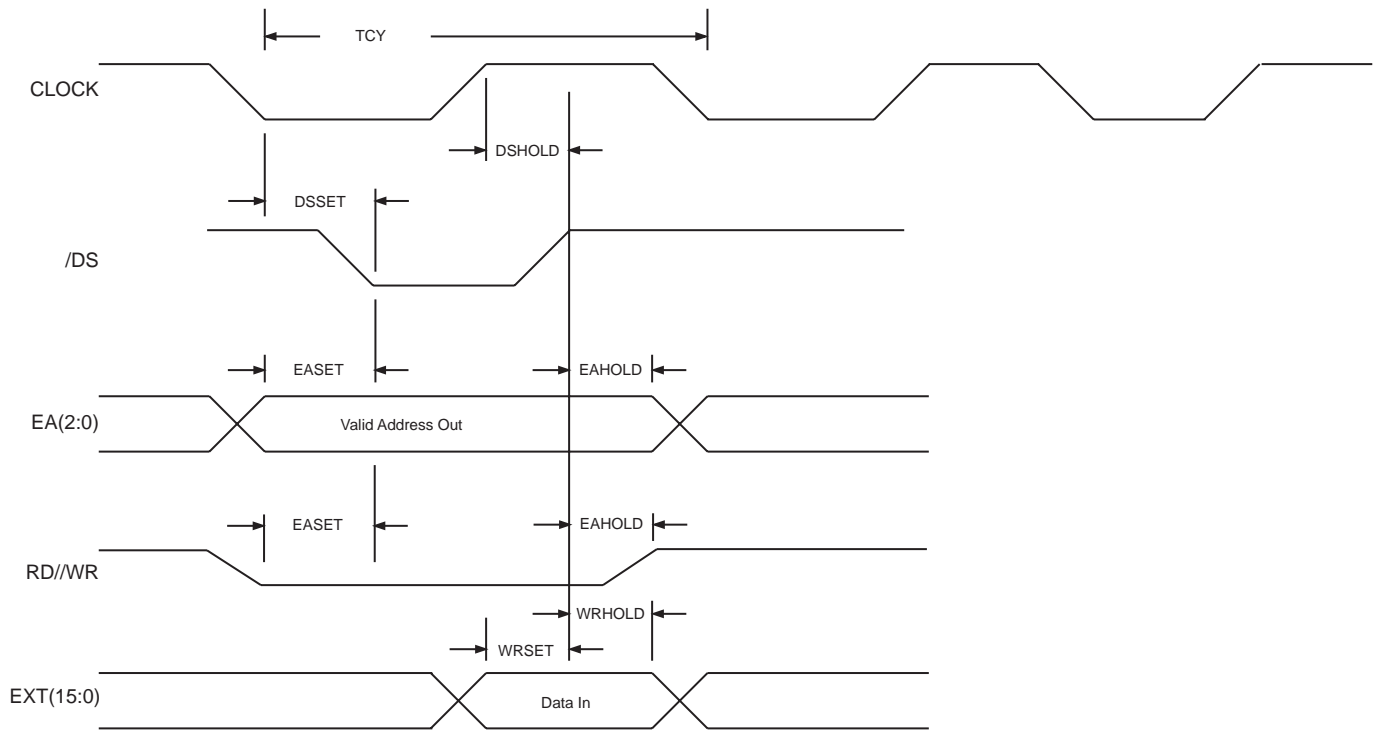 TCY
CLOCK
DSHOLD
DSSET
/DS
EASET
EAHOLD
EA(2:0)
Valid Address Out
EASET
EAHOLD
RD//WR
WRHOLD
WRSET
EXT(15:0)
Data In